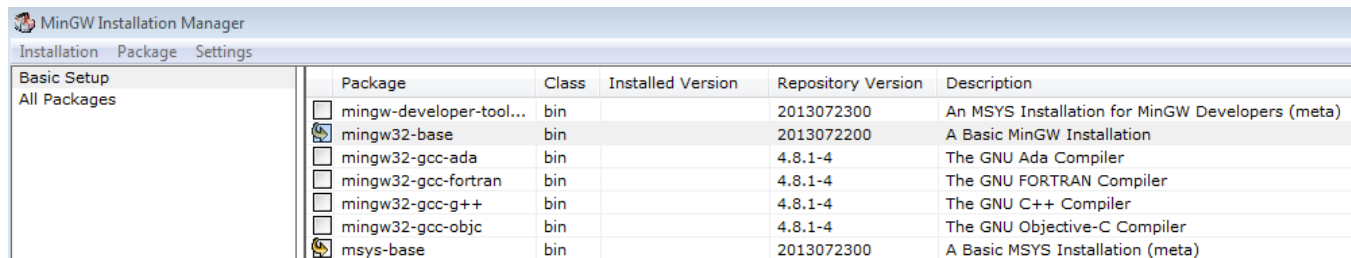 MinGW Installation Manager
Installation Package Settings
Basic Setup
All Packages
Package Class Installed Version Repository Version Description
mingw-developer-tool... bin 2013072300 An MSYS Installation for MinGW Developers (meta)
mingw32-base bin 2013072200 A Basic MinGW Installation
mingw32-gcc-ada bin 4.8.1-4 The GNU Ada Compiler
mingw32-gcc-fortran bin 4.8.1-4 The GNU FORTRAN Compiler
mingw32-gcc-g++ bin 4.8.1-4 The GNU C++ Compiler
mingw32-gcc-objc bin 4.8.1-4 The GNU Objective-C Compiler
msys-base bin 2013072300 A Basic MSYS Installation (meta)